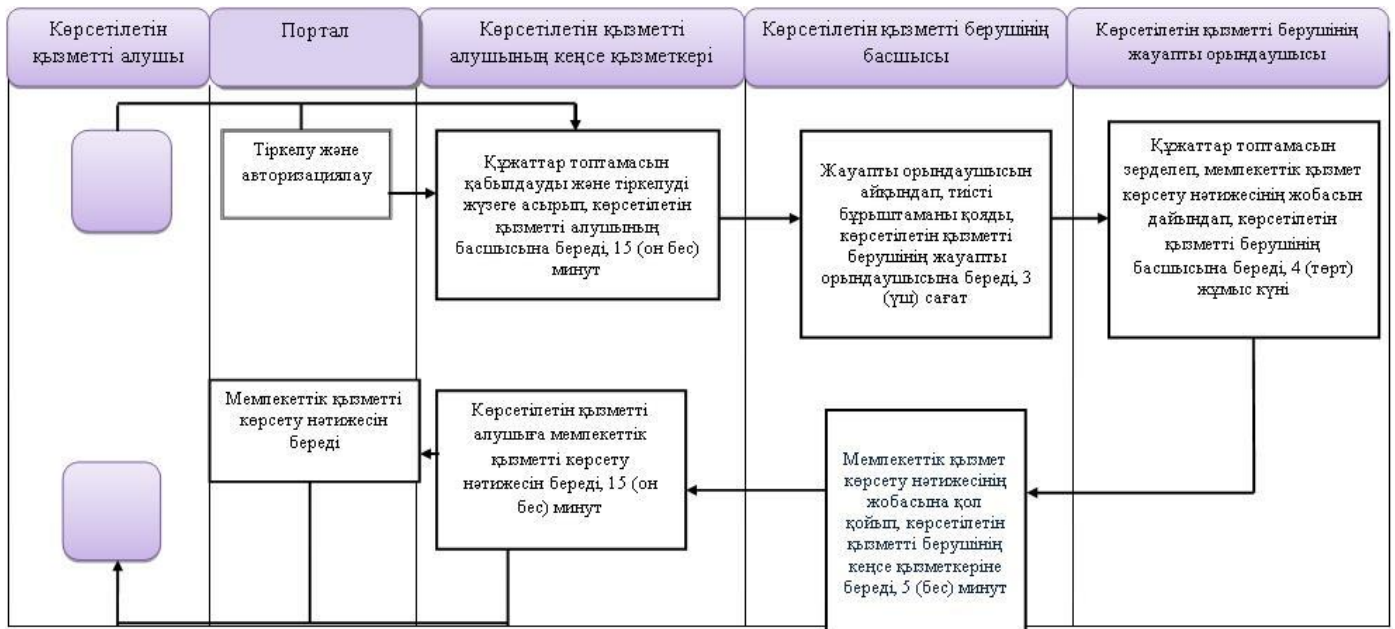 Көрсетілетін
қызметті алушы
Портал
Көрсетілетін қызметті
алушының кеңсе қызметкері
Көрсетілетін қызметті берушінің
басшысы
Көрсетілетін қызметті берушінің
жауапты орындаушысы
Тіркелу және
авторизациялау
Құжаттар топтамасын
қабылдауды және тіркелуді
жүзеге асырып, көрсетілетін
қызметті алушының
басшысына береді, 15 (он бес)
минут
Жауапты орындаушысын
айқындап, тиісті
бұрыштаманы қояды,
көрсетілетін қызметті
берушінің жауапты
орындаушысына береді, 3
(үш) сағат
Құжаттар топтамасын
зерделеп, мемлекеттік қызмет
көрсету нәтижесінің жобасын
дайындап, көрсетілетін
қызметті берушінің
басшысына береді, 4 (төрт)
жұмыс күні
Мемлекеттік қызметті
көрсету нәтижесін
береді
Көрсетілетін қызметті
алушыға мемлекеттік
қызметті көрсету
нәтижесін береді, 15 (он
бес) минут
Мемлекеттік қызмет
көрсету нәтижесінің
жобасына қол
қойып, көрсетілетін
қызметті берушінің
кеңсе қызметкеріне
береді, 5 (бес) минут